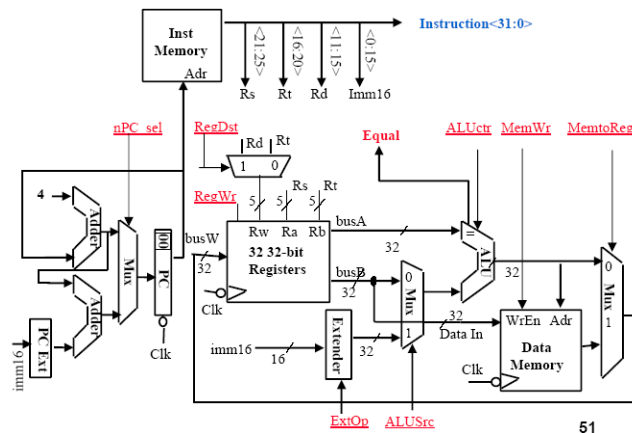 Inst
Memory
Adr
Instruction<31:0>
<21:25>
<16:20>
<11:15>
<0:15>
Rs
Rt
Rd
Imm16
nPC_sel
RegDst
Rd
Rt
1
0
Equal
ALUctr
MemWr
MemtoReg
RegWr
5
5
5
Rs
Rt
4
Adder
Adder
Mux
00
PC
Clk
PC Ext
imm16
busW
32
Rw
Ra
Rb
32 32-bit
Registers
Clk
busA
32
busB
32
0
Mux
1
=
ALU
32
0
Mux
1
imm16
16
Extender
32
ExtOp
ALUSrc
32
Data In
WrEn
Adr
Data
Memory
Clk
51